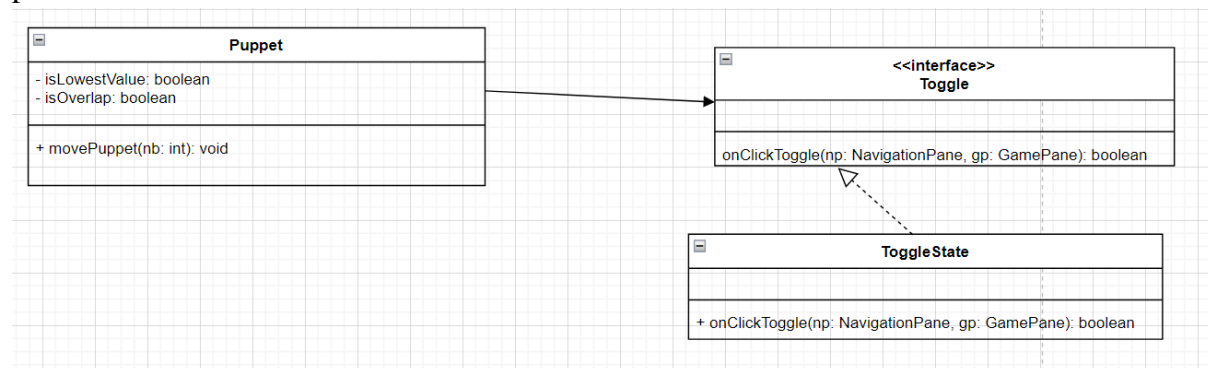 Puppet
- isLowestValue: boolean
- isOverlap: boolean
+ movePuppet(nb: int): void
<<interface>>
Toggle
onClickToggle(np: NavigationPane, gp: GamePane): boolean
ToggleState
+ onClickToggle(np: NavigationPane, gp: GamePane): boolean